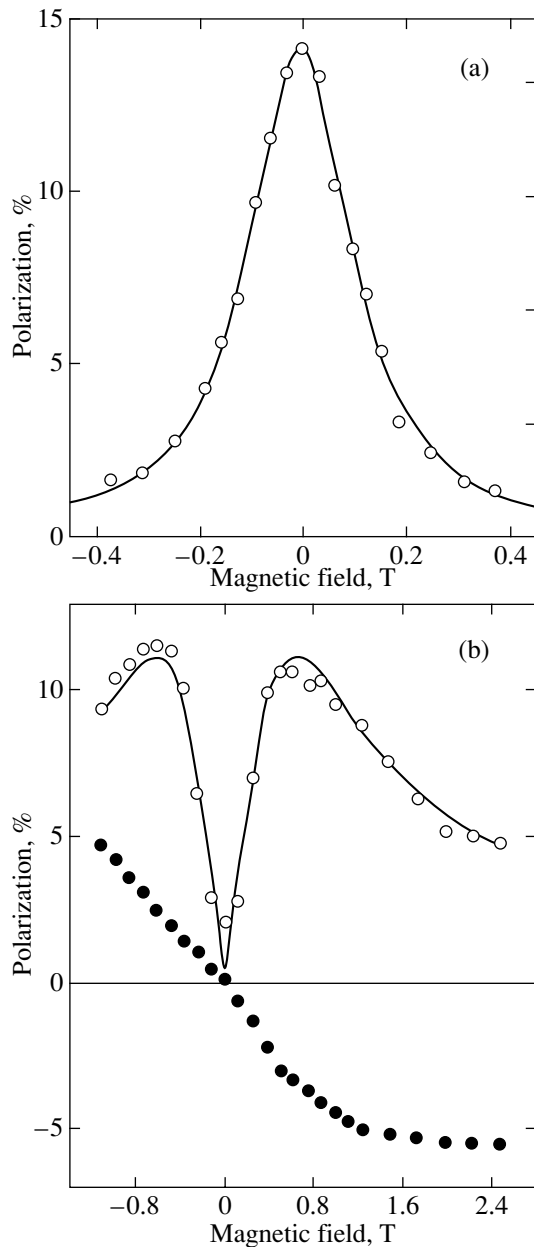 15
(a)
10
Polarization, %
5
0
−0.4 −0.2 0 0.2 0.4
Magnetic field, T
(b)
10
5
Polarization, %
0
−5
−0.8 0 0.8 1.6 2.4
Magnetic field, T